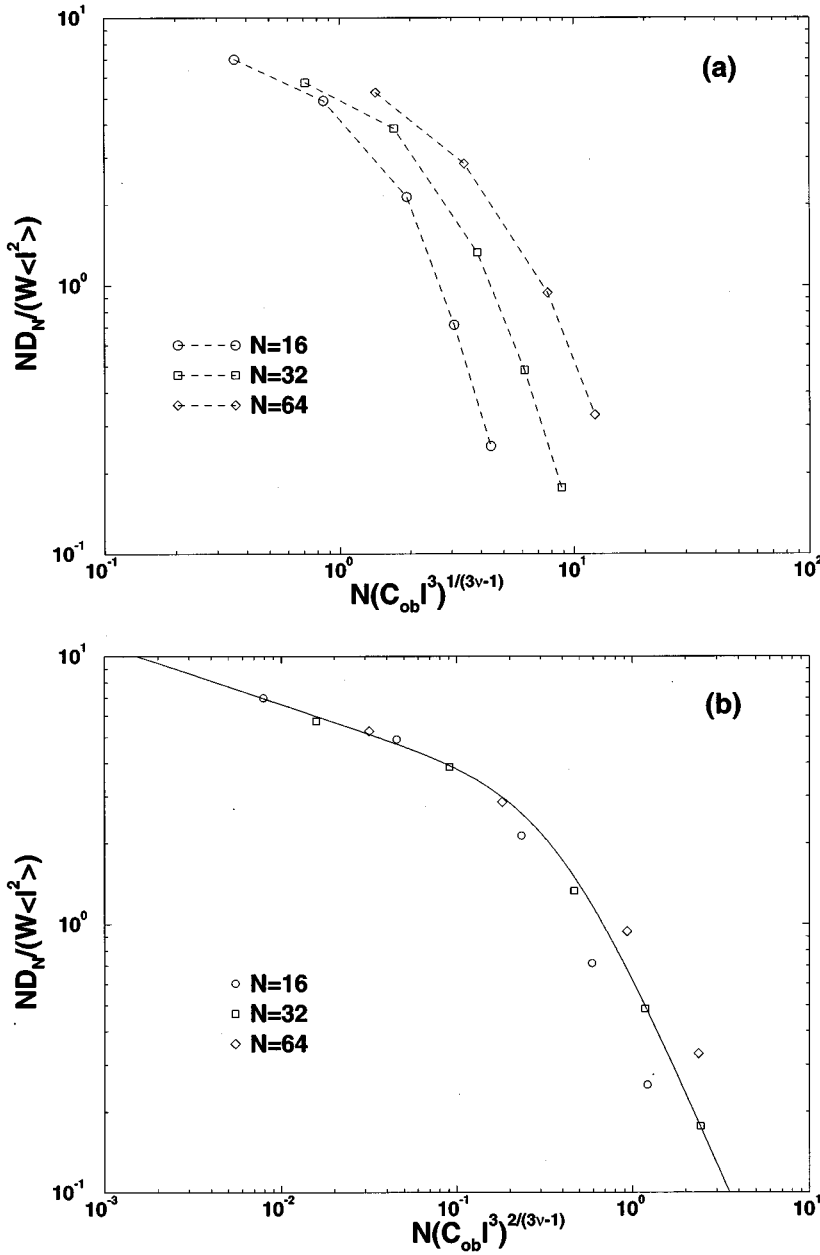 10^1
(a)
ND_N/(W<l^2>)
10^0
N=16
N=32
N=64
10^-1
10^-1 10^0 10^1 10^2
N(C_ob l^3)^1/(3ν-1)
10^1
(b)
ND_N/(W<l^2>)
10^0
N=16
N=32
N=64
10^-1
10^-3 10^-2 10^-1 10^0 10^1
N(C_ob l^3)^2/(3ν-1)